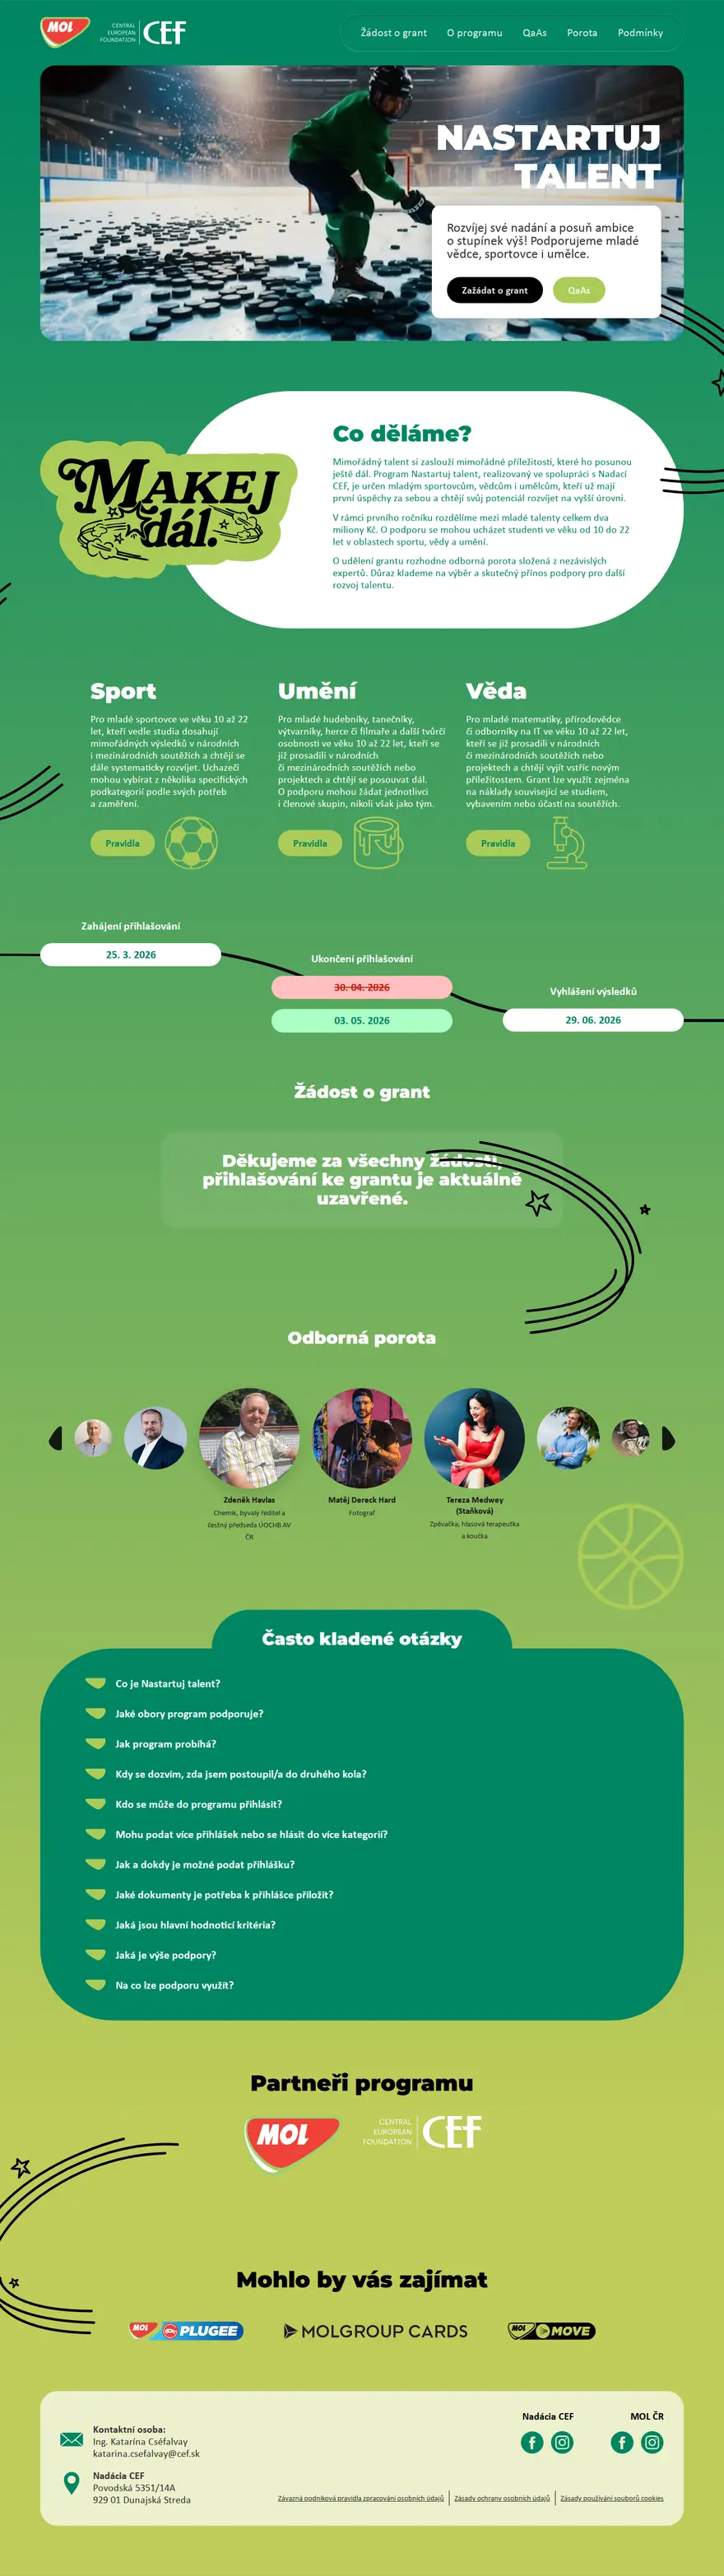 MOL
CENTRAL
EUROPEAN
FOUNDATION
CEF
Žádost o grant
O programu
QaAs
Porota
Podmínky
NASTARTUJ
TALENT
Rozvíjej své nadání a posuň ambice
o stupínek výš! Podporujeme mladé
vědce, sportovce i umělce.
Zažádat o grant
QaAs
Makej
dál.
Co děláme?
Mimořádný talent si zaslouží mimořádné příležitosti, které ho posunou
ještě dál. Program Nastartuj talent, realizovaný ve spolupráci s Nadací
CEF, je určen mladým sportovcům, vědcům i umělcům, kteří už mají
první úspěchy za sebou a chtějí svůj potenciál rozvíjet na vyšší úrovni.
V rámci prvního ročníku rozdělíme mezi mladé talenty celkem dva
miliony Kč. O podporu se mohou ucházet studenti ve věku od 10 do 22
let v oblastech sportu, vědy a umění.
O udělení grantu rozhodne odborná porota složená z nezávislých
expertů. Důraz klademe na výběr a skutečný přínos podpory pro další
rozvoj talentu.
Sport
Pro mladé sportovce ve věku 10 až 22
let, kteří vedle studia dosahují
mimořádných výsledků v národních
i mezinárodních soutěžích a chtějí se
dále systematicky rozvíjet. Uchazeči
mohou vybírat z několika specifických
podkategorií podle svých potřeb
a zaměření.
Pravidla
Umění
Pro mladé hudebníky, tanečníky,
výtvarníky, herce či filmaře a další tvůrčí
osobnosti ve věku 10 až 22 let, kteří se
již prosadili v národních
či mezinárodních soutěžích nebo
projektech a chtějí se posouvat dál.
O podporu mohou žádat jednotlivci
i členové skupin, nikoli však jako tým.
Pravidla
Věda
Pro mladé matematiky, přírodovědce
či odborníky na IT ve věku 10 až 22 let,
kteří se již prosadili v národních
či mezinárodních soutěžích nebo
projektech a chtějí vyjít vstříc novým
příležitostem. Grant lze využít zejména
na náklady související se studiem,
vybavením nebo účastí na soutěžích.
Pravidla
Zahájení přihlašování
25. 3. 2026
Ukončení přihlašování
30. 04. 2026
03. 05. 2026
Vyhlášení výsledků
29. 06. 2026
Žádost o grant
Děkujeme za všechny žádosti,
přihlašování ke grantu je aktuálně
uzavřené.
Odborná porota
Zdeněk Havlas
Chemik, bývalý ředitel a
čestný předseda ÚOCHB AV
ČR
Matěj Dereck Hard
Fotograf
Tereza Medwey
(Staňková)
Zpěvačka, hlasová terapeutka
a koučka
Často kladené otázky
Co je Nastartuj talent?
Jaké obory program podporuje?
Jak program probíhá?
Kdy se dozvím, zda jsem postoupil/a do druhého kola?
Kdo se může do programu přihlásit?
Mohu podat více přihlášek nebo se hlásit do více kategorií?
Jak a dokdy je možné podat přihlášku?
Jaké dokumenty je potřeba k přihlášce přiložit?
Jaká jsou hlavní hodnotící kritéria?
Jaká je výše podpory?
Na co lze podporu využít?
Partneři programu
MOL
CENTRAL
EUROPEAN
FOUNDATION
CEF
Mohlo by vás zajímat
MOL PLUGEE
MOLGROUP CARDS
MOL MOVE
Kontaktní osoba:
Ing. Katarína Cséfalvay
katarina.csefalvay@cef.sk
Nadácia CEF
Povodská 5351/14A
929 01 Dunajská Streda
Nadácia CEF
MOL ČR
Závazná podniková pravidla zpracování osobních údajů
Zásady ochrany osobních údajů
Zásady používání souborů cookies